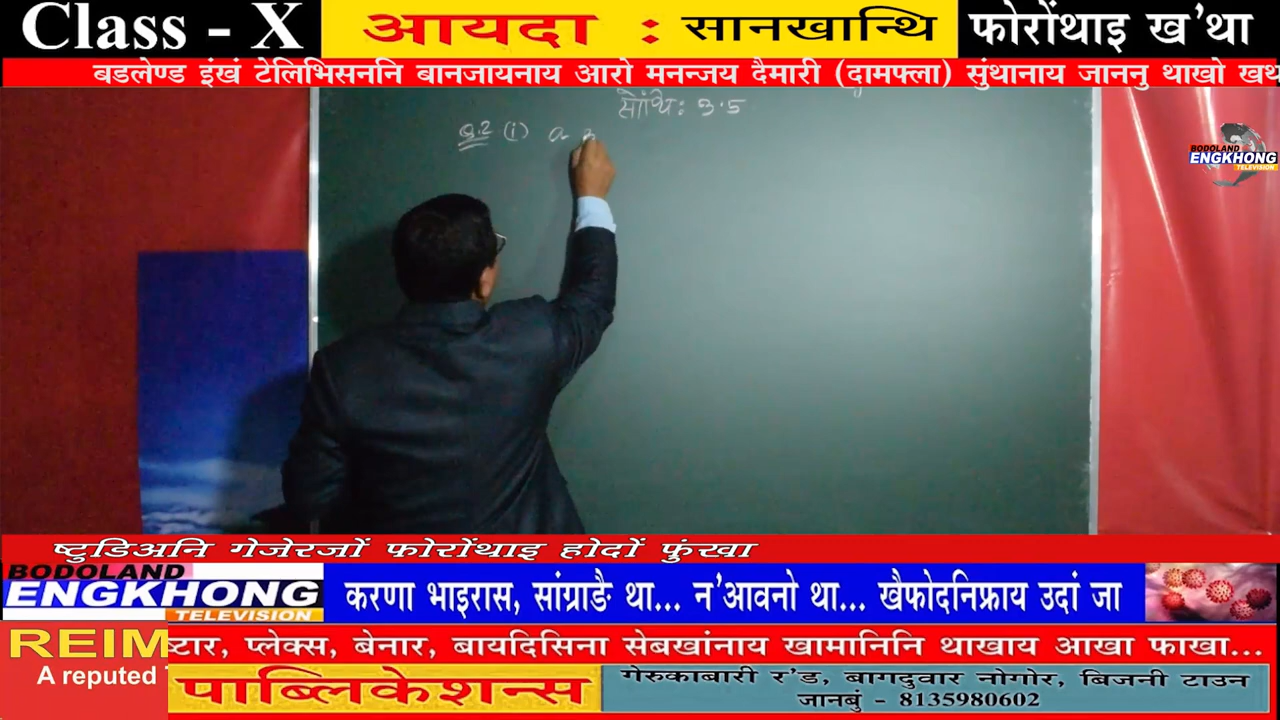 Class - X
आयदा : सानखान्थि
फोरोंथाइ ख'था
बडलेण्ड इंखं टेलिभिसननि बानजायनाय आरो मनन्जय दैमारी (दामफ्ला) सुंथानाय जाननु थाखो खथ
3.5
Q.2 (i) a
BODOLAND
ENGKHONG
TELEVISION
ष्टुडिअनि गेजेरजों फोरोंथ्राइ होदों फुंखा
BODOLAND
ENGKHONG
TELEVISION
करणा भाइरास, सांग्राङै था... न'आवनो था... खैफोदनिफ्राय उदां जा
REIM
ष्टार, प्लेक्स, बेनार, बायदिसिना सेबखांनाय खामानिनि थाखाय आखा फाखा...
A reputed
पाब्लिकेशन्स
गेरुकाबारी र'ड, बागदुवार नोगोर, बिजनी टाउन
जानबुं - 8135980602